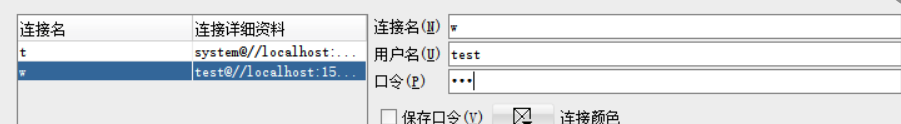 连接名 连接详细资料
t system@//localhost:...
w test@//localhost:15...
连接名(N) w
用户名(U) test
口令(P) •••
保存口令(V) 连接颜色